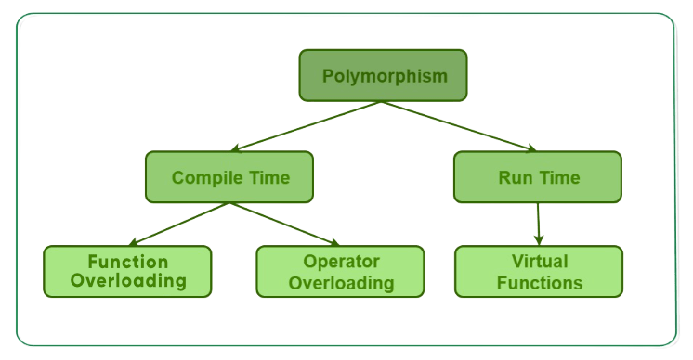 Polymorphism
Compile Time
Run Time
Function
Overloading
Operator
Overloading
Virtual
Functions